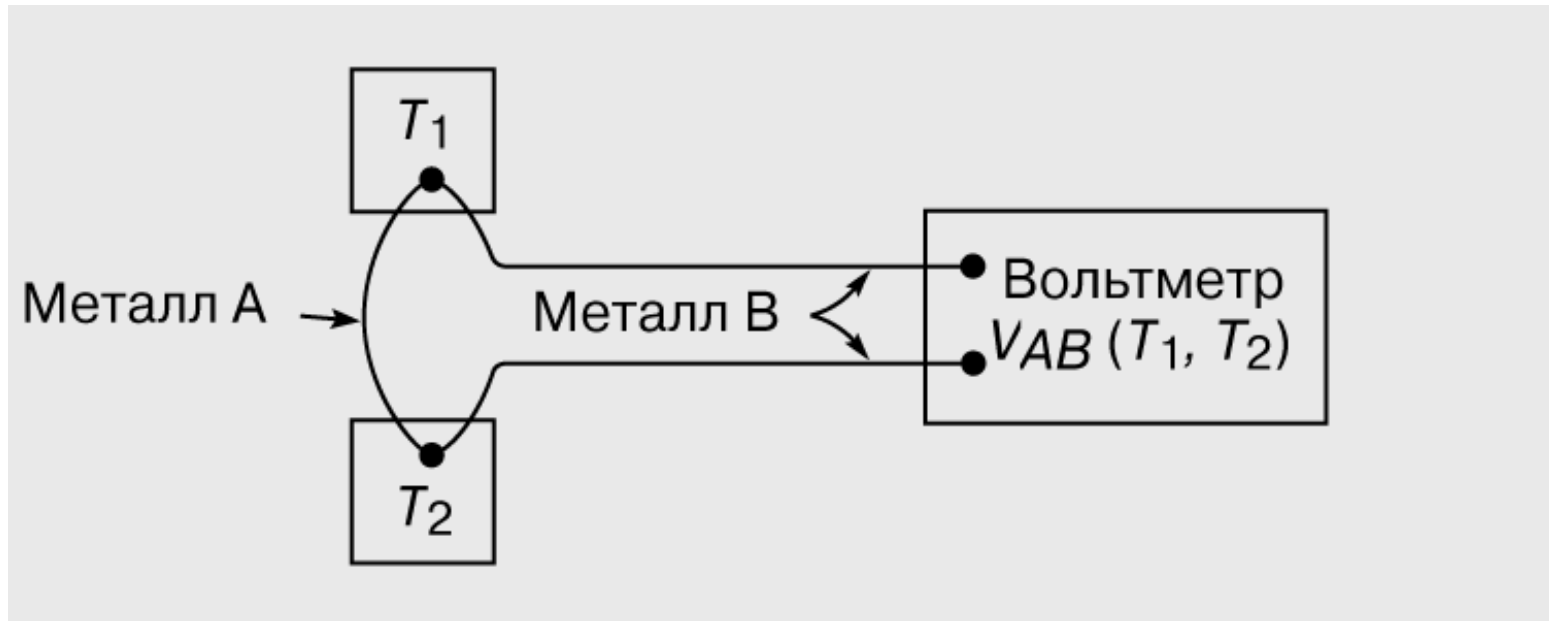 T1
Металл А
Металл В
Вольтметр
VAB (T1, T2)
T2